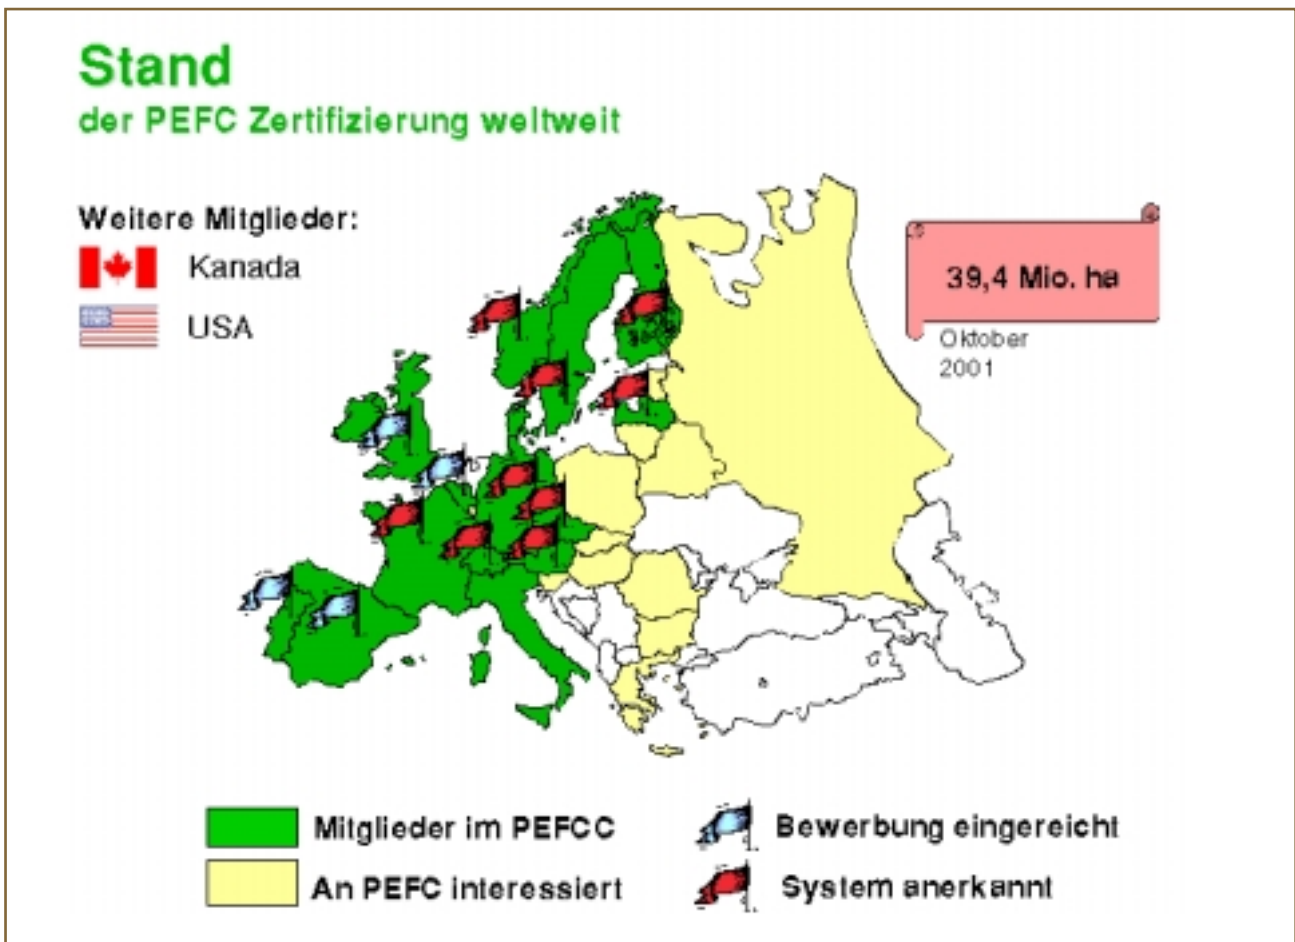 Stand
der PEFC Zertifizierung weltweit
Weitere Mitglieder:
Kanada
USA
39,4 Mio. ha
Oktober
2001
Mitglieder im PEFCC
An PEFC interessiert
Bewerbung eingereicht
System anerkannt